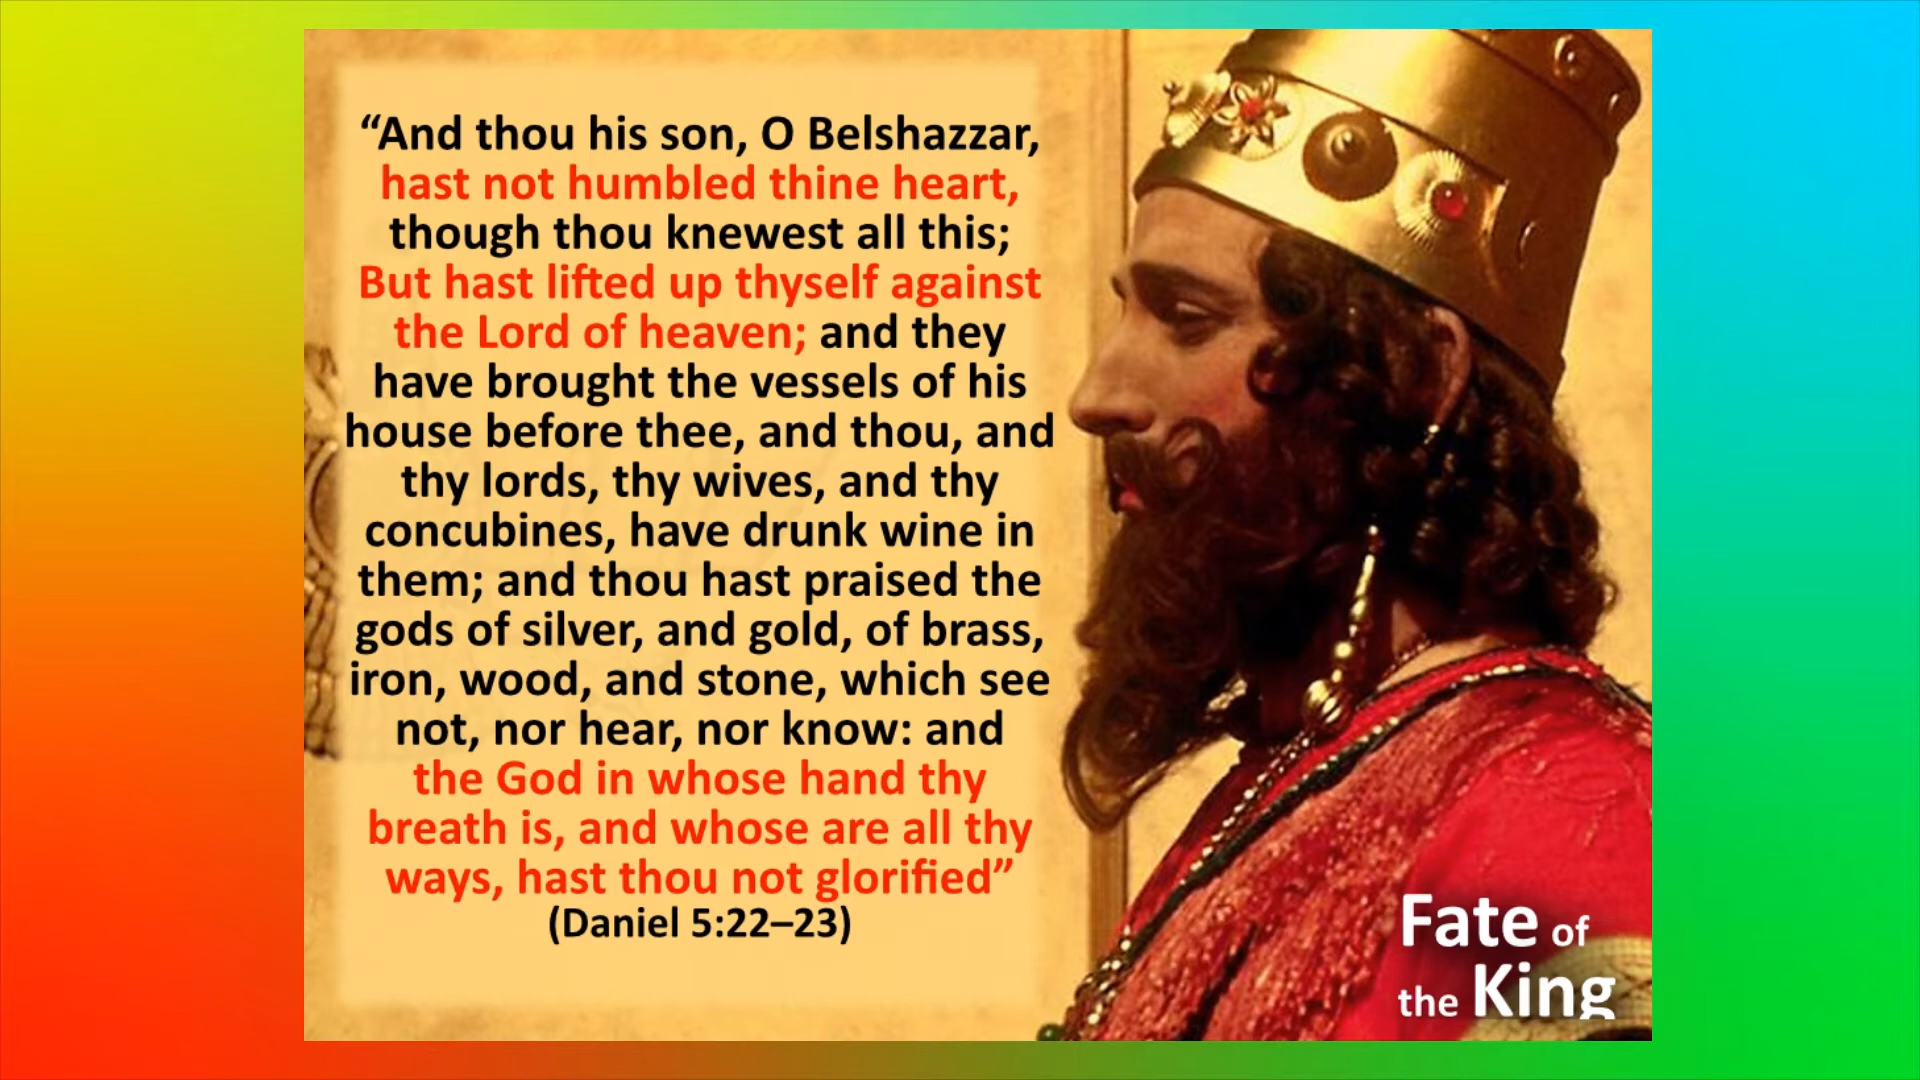 “And thou his son, O Belshazzar,
hast not humbled thine heart,
though thou knewest all this;
But hast lifted up thyself against
the Lord of heaven; and they
have brought the vessels of his
house before thee, and thou, and
thy lords, thy wives, and thy
concubines, have drunk wine in
them; and thou hast praised the
gods of silver, and gold, of brass,
iron, wood, and stone, which see
not, nor hear, nor know: and
the God in whose hand thy
breath is, and whose are all thy
ways, hast thou not glorified”
(Daniel 5:22–23)
Fate of
the King